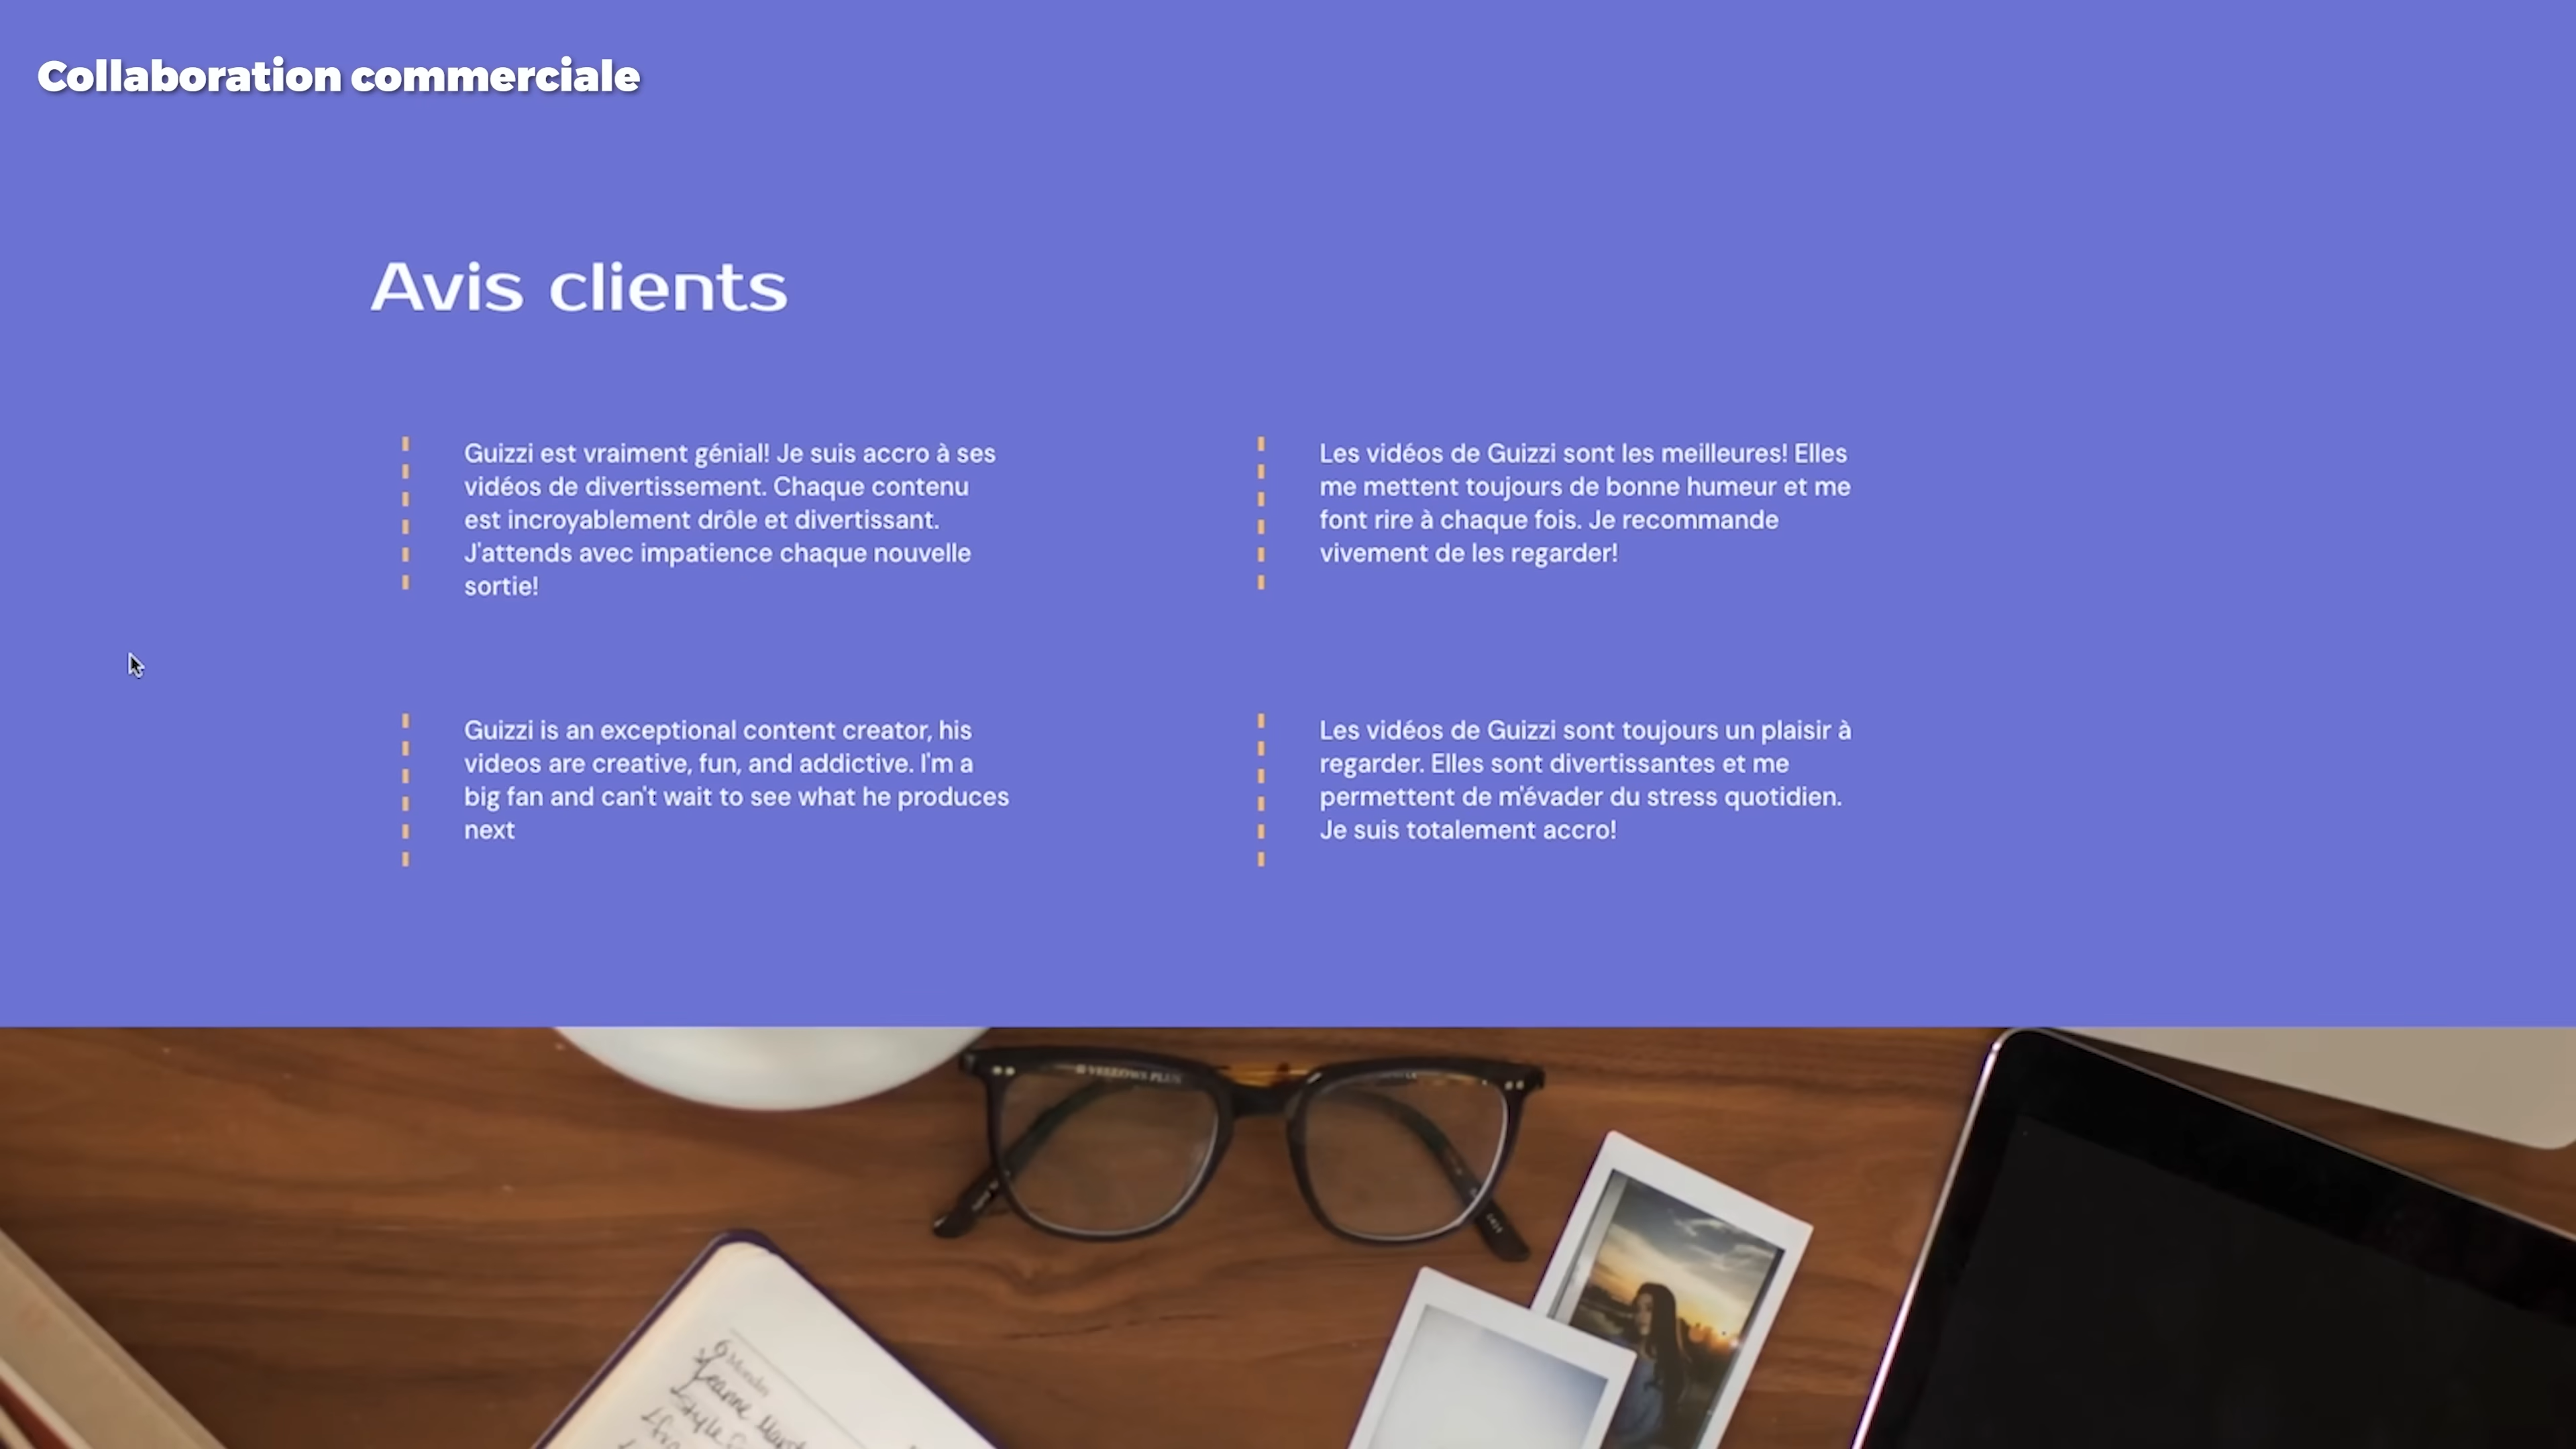 Collaboration commerciale
Avis clients
Guizzi est vraiment génial! Je suis accro à ses
vidéos de divertissement. Chaque contenu
est incroyablement drôle et divertissant.
J'attends avec impatience chaque nouvelle
sortie!
Les vidéos de Guizzi sont les meilleures! Elles
me mettent toujours de bonne humeur et me
font rire à chaque fois. Je recommande
vivement de les regarder!
Guizzi is an exceptional content creator, his
videos are creative, fun, and addictive. I'm a
big fan and can't wait to see what he produces
next
Les vidéos de Guizzi sont toujours un plaisir à
regarder. Elles sont divertissantes et me
permettent de m'évader du stress quotidien.
Je suis totalement accro!
YELLOWS PLUS
6 Monday